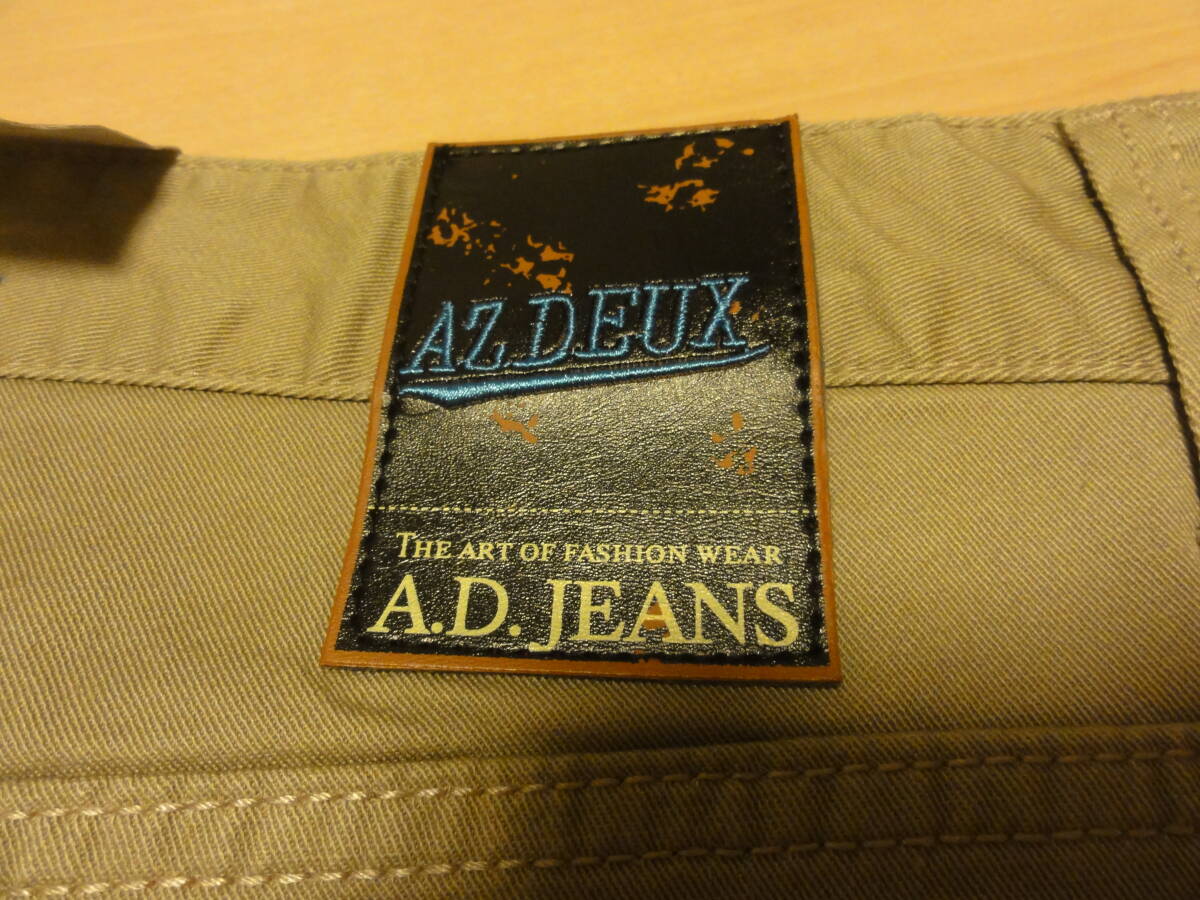 AZ DEUX
THE ART OF FASHION WEAR
A.D. JEANS